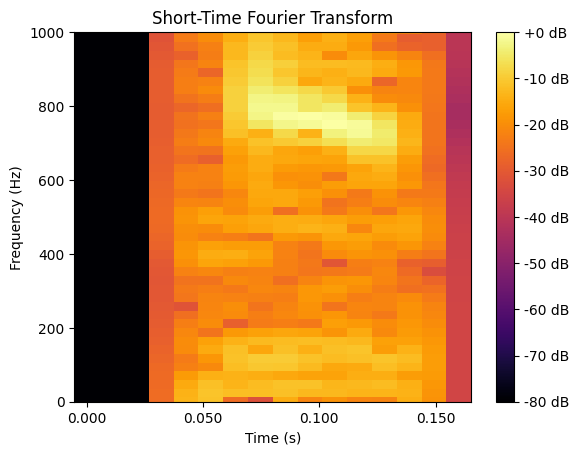 Short-Time Fourier Transform
Frequency (Hz)
1000
800
600
400
200
0
0.000
0.050
0.100
0.150
Time (s)
+0 dB
-10 dB
-20 dB
-30 dB
-40 dB
-50 dB
-60 dB
-70 dB
-80 dB